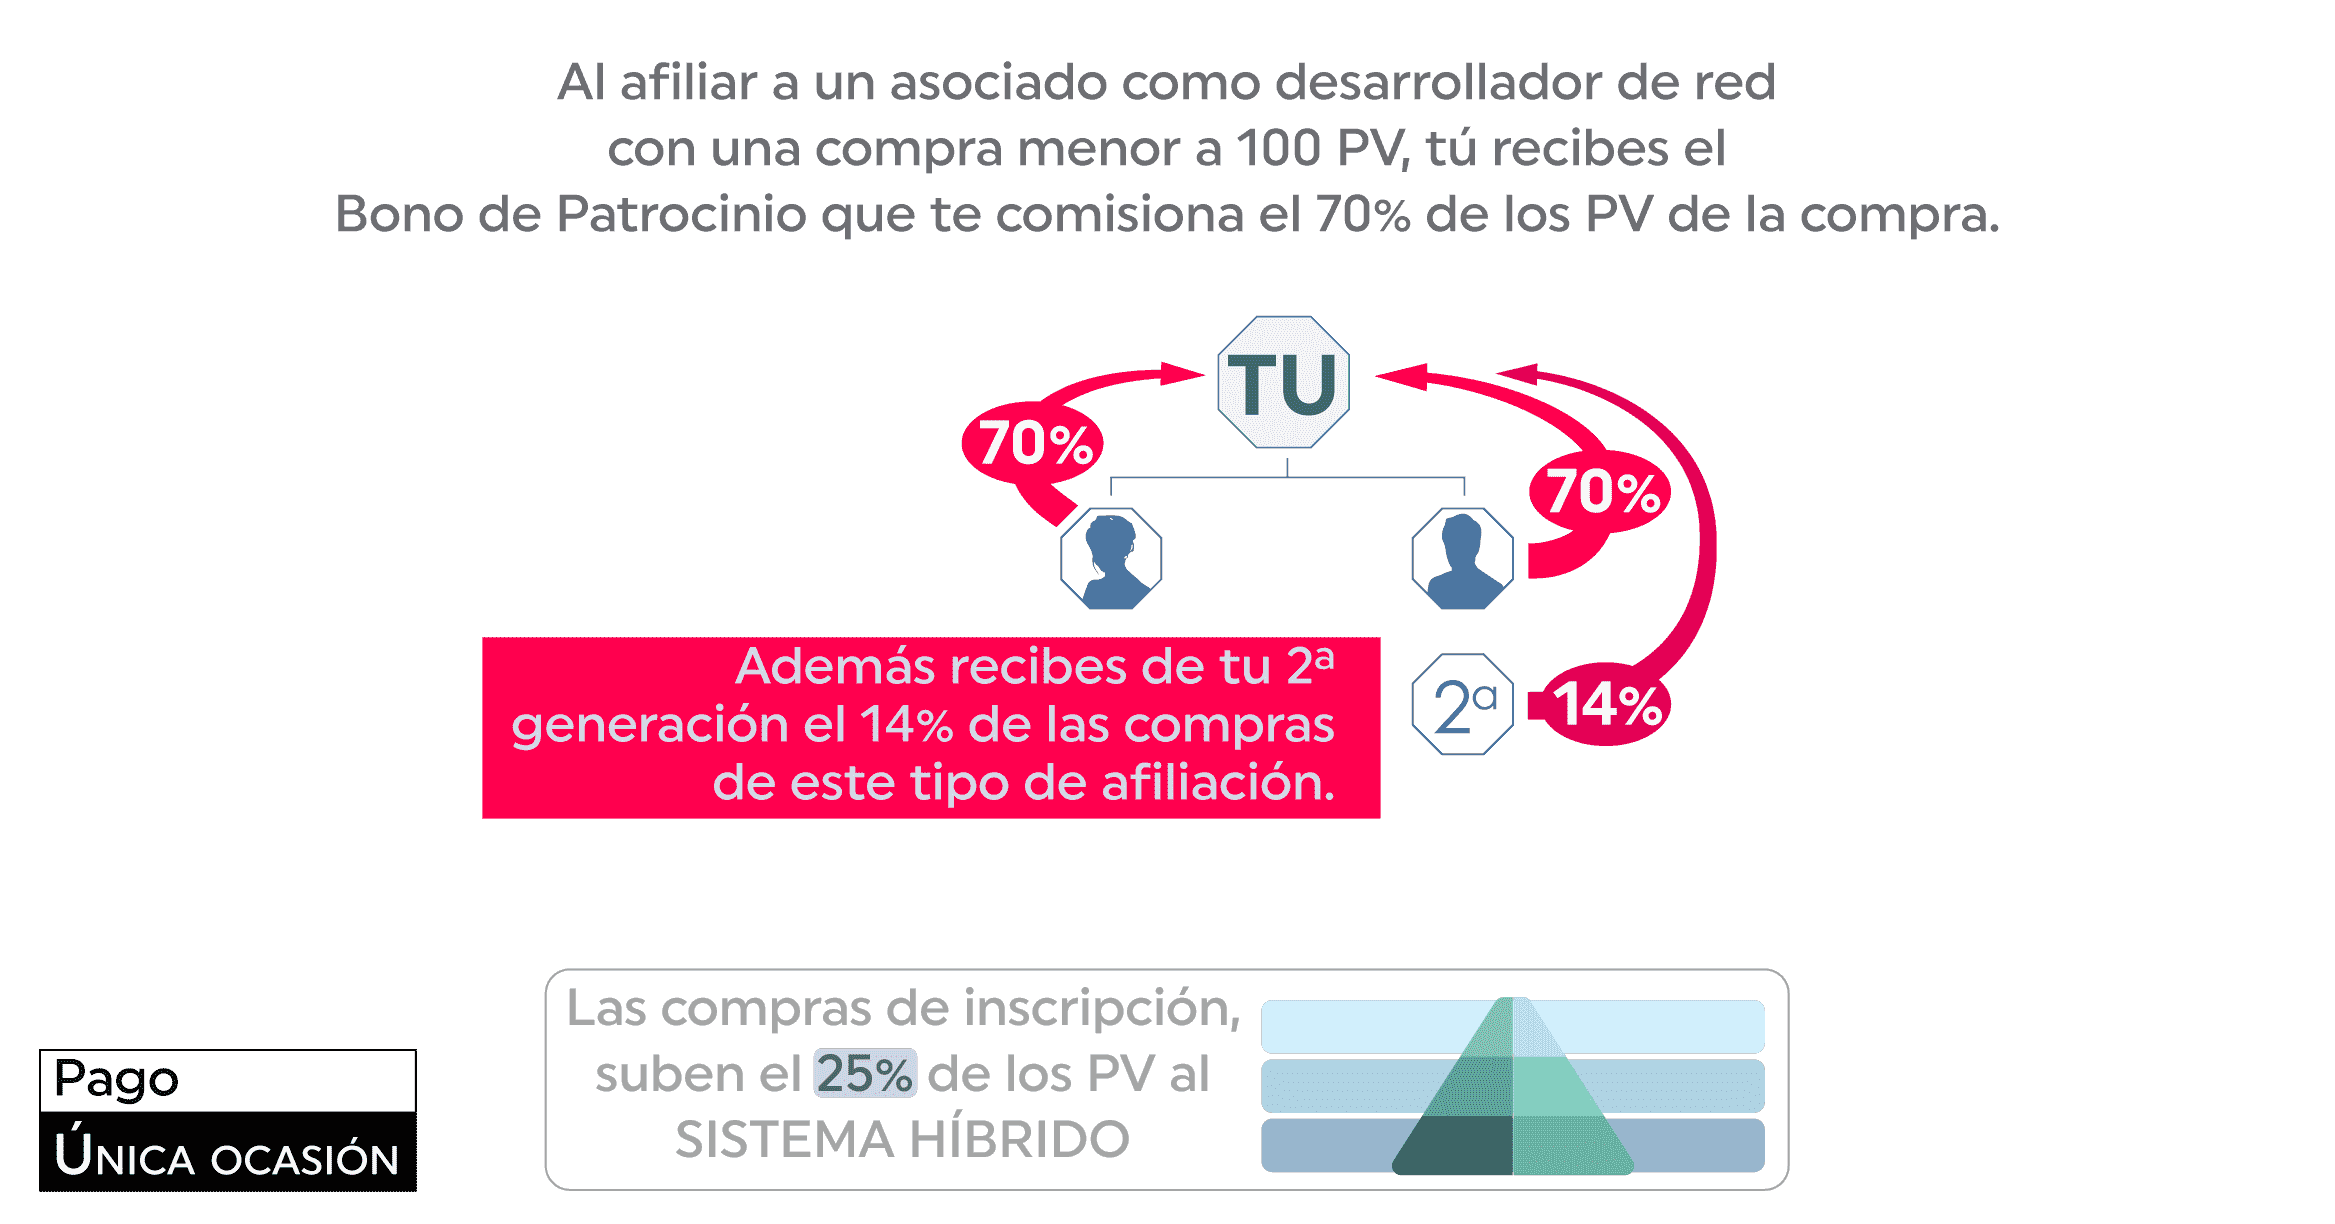 Al afiliar a un asociado como desarrollador de red
con una compra menor a 100 PV, tú recibes el
Bono de Patrocinio que te comisiona el 70% de los PV de la compra.
TU
70%
70%
Además recibes de tu 2ª
generación el 14% de las compras
de este tipo de afiliación.
2ª
14%
Las compras de inscripción,
suben el 25% de los PV al
SISTEMA HÍBRIDO
Pago
ÚNICA OCASIÓN